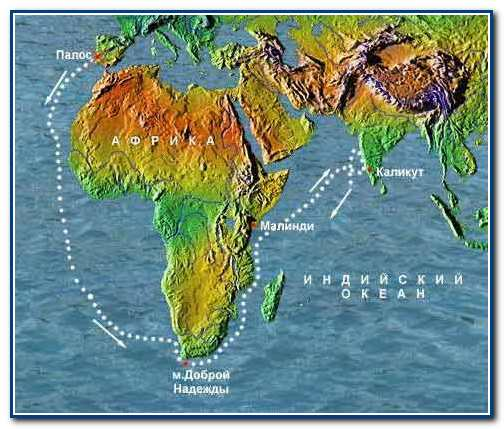 Палос
АФРИКА
Каликут
Малинди
ИНДИЙСКИЙ
ОКЕАН
м.Доброй
Надежды